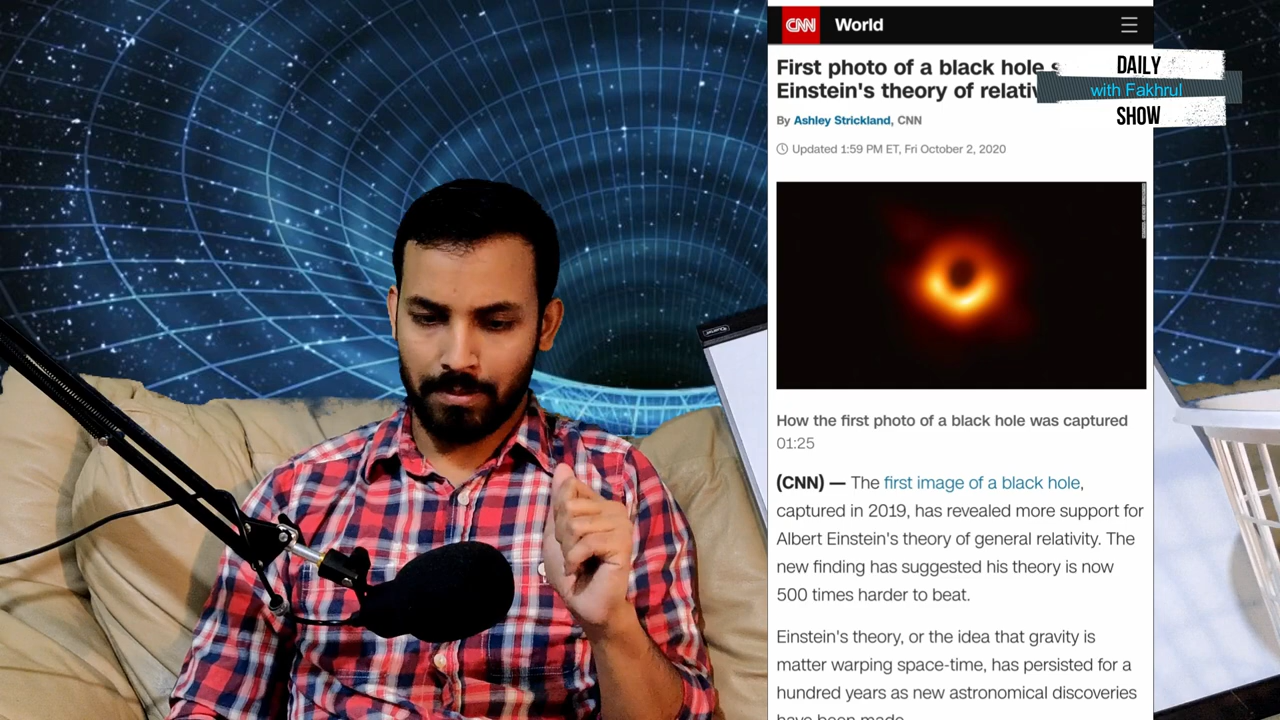 CNN World
First photo of a black hole
Einstein's theory of
By Ashley Strickland, CNN
Updated 1:59 PM ET, Fri October 2, 2020
DAILY
with Fakhrul
SHOW
How the first photo of a black hole was captured
01:25
(CNN) — The first image of a black hole,
captured in 2019, has revealed more support for
Albert Einstein's theory of general relativity. The
new finding has suggested his theory is now
500 times harder to beat.
Einstein's theory, or the idea that gravity is
matter warping space-time, has persisted for a
hundred years as new astronomical discoveries
have been made